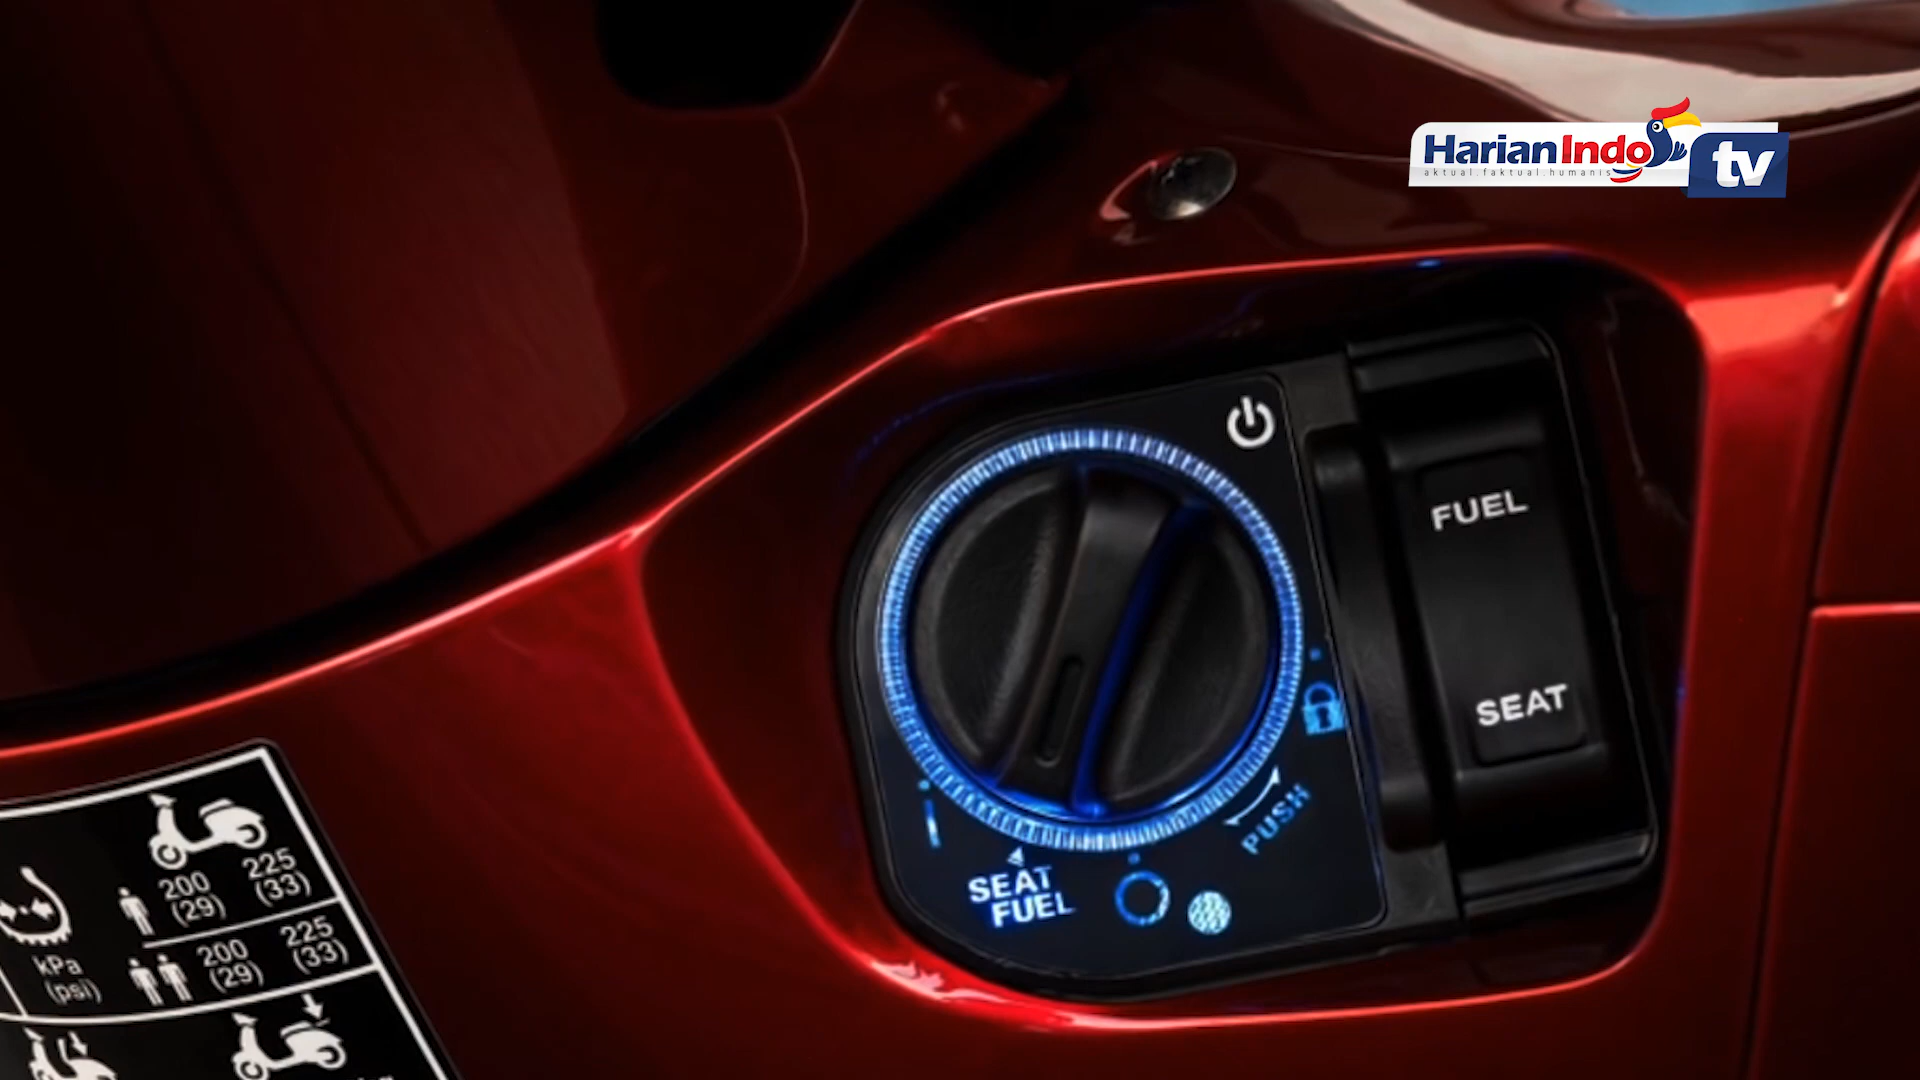 HarianIndo tv
aktual.faktual.humanis
FUEL
SEAT
PUSH
SEAT
FUEL
200 225
(29) (33)
200 225
(29) (33)
kPa
(psi)